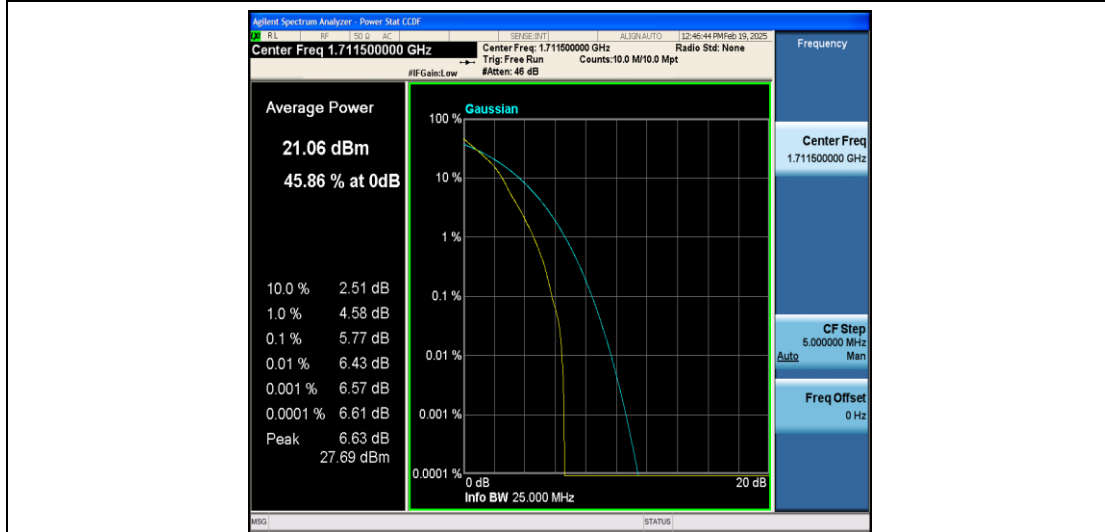 Agilent Spectrum Analyzer - Power Stat CCDF
LXI RL RF 50 Ω AC SENSE:INT ALIGN AUTO 12:46:44 PM Feb 19, 2025
Center Freq 1.711500000 GHz
Center Freq: 1.711500000 GHz Radio Std: None
Trig: Free Run Counts:10.0 M/10.0 Mpt
#IFGain:Low #Atten: 46 dB
Frequency
Average Power
21.06 dBm
45.86 % at 0dB
10.0 % 2.51 dB
1.0 % 4.58 dB
0.1 % 5.77 dB
0.01 % 6.43 dB
0.001 % 6.57 dB
0.0001 % 6.61 dB
Peak 6.63 dB
27.69 dBm
Gaussian
100 %
10 %
1 %
0.1 %
0.01 %
0.001 %
0.0001 %
0 dB 20 dB
Info BW 25.000 MHz
Center Freq
1.711500000 GHz
CF Step
5.000000 MHz
Auto Man
Freq Offset
0 Hz
MSG STATUS